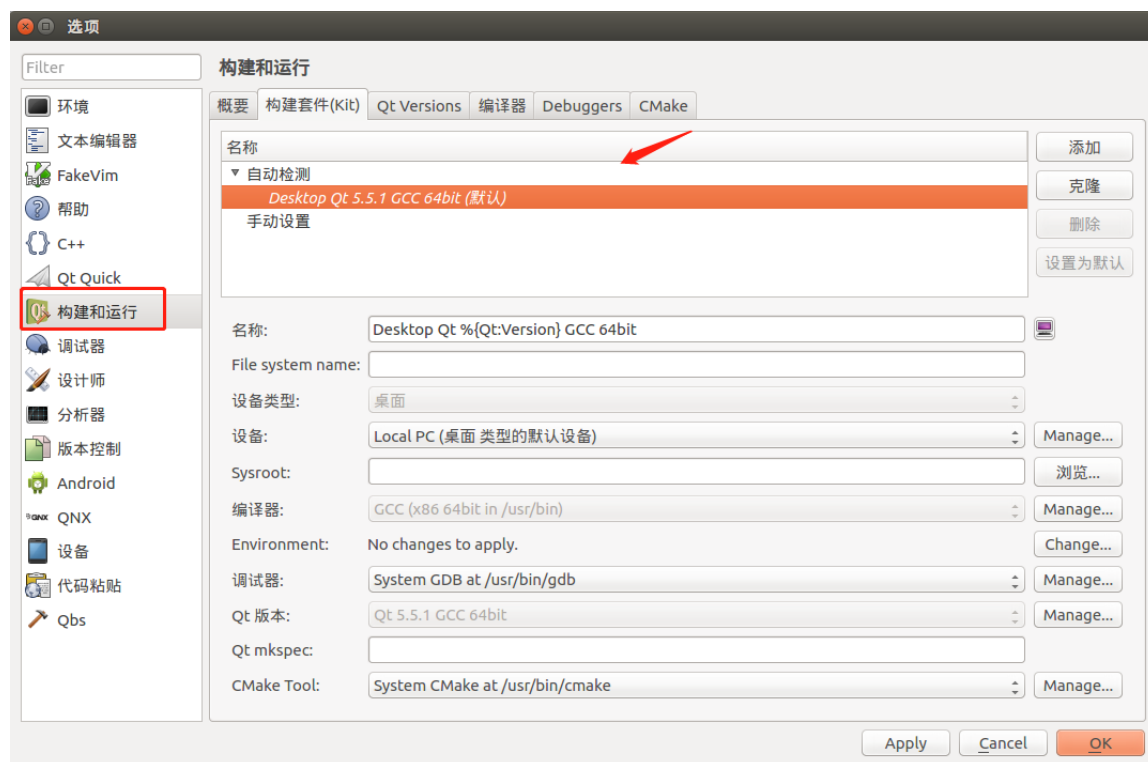 选项
Filter
环境
文本编辑器
FakeVim
帮助
C++
Qt Quick
构建和运行
调试器
设计师
分析器
版本控制
Android
QNX
设备
代码粘贴
Qbs
构建和运行
概要 构建套件(Kit) Qt Versions 编译器 Debuggers CMake
名称
自动检测
Desktop Qt 5.5.1 GCC 64bit (默认)
手动设置
添加
克隆
删除
设置为默认
名称: Desktop Qt %{Qt:Version} GCC 64bit
File system name:
设备类型: 桌面
设备: Local PC (桌面 类型的默认设备) Manage...
Sysroot: 浏览...
编译器: GCC (x86 64bit in /usr/bin) Manage...
Environment: No changes to apply. Change...
调试器: System GDB at /usr/bin/gdb Manage...
Qt 版本: Qt 5.5.1 GCC 64bit Manage...
Qt mkspec:
CMake Tool: System CMake at /usr/bin/cmake Manage...
Apply Cancel OK